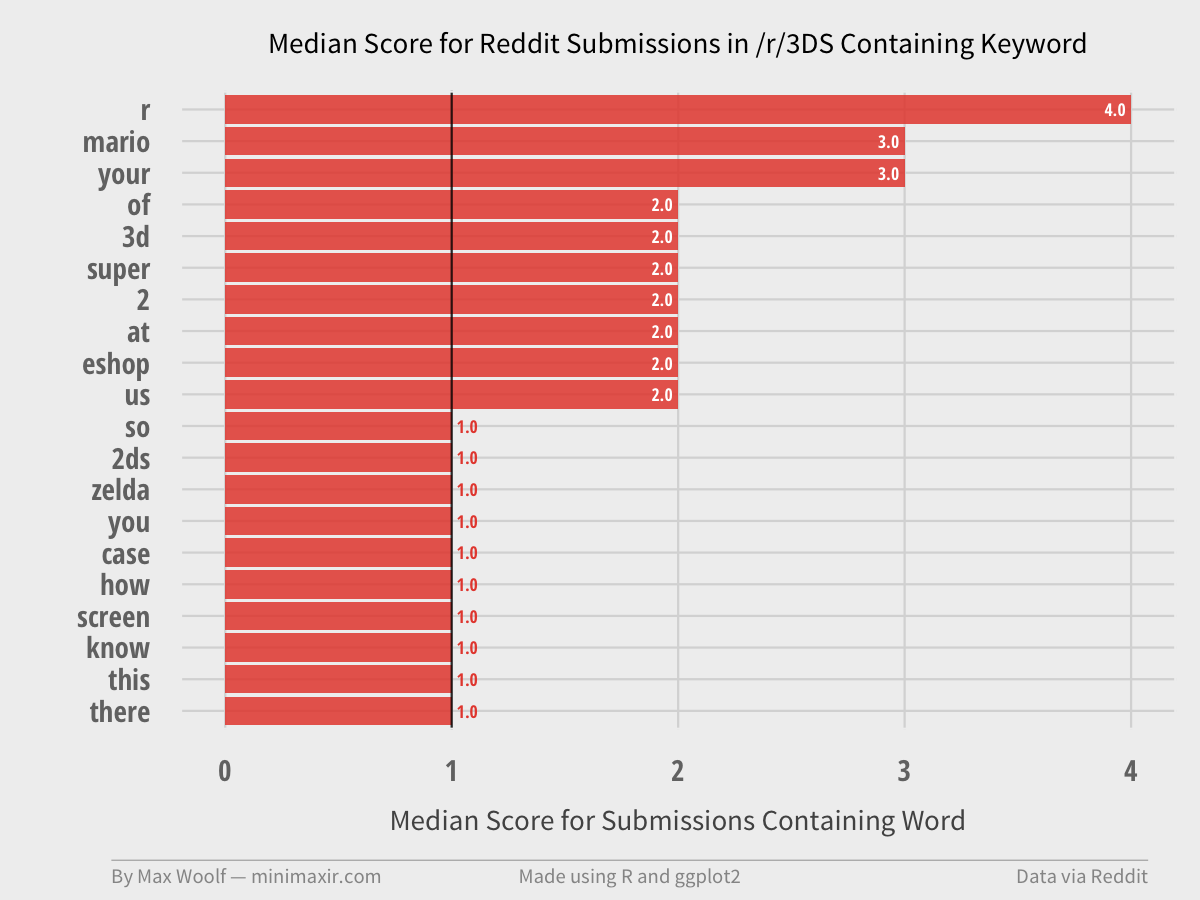 Median Score for Reddit Submissions in /r/3DS Containing Keyword
r 4.0
mario 3.0
your 3.0
of 2.0
3d 2.0
super 2.0
2 2.0
at 2.0
eshop 2.0
us 2.0
so 1.0
2ds 1.0
zelda 1.0
you 1.0
case 1.0
how 1.0
screen 1.0
know 1.0
this 1.0
there 1.0
0 1 2 3 4
Median Score for Submissions Containing Word
By Max Woolf — minimaxir.com Made using R and ggplot2 Data via Reddit